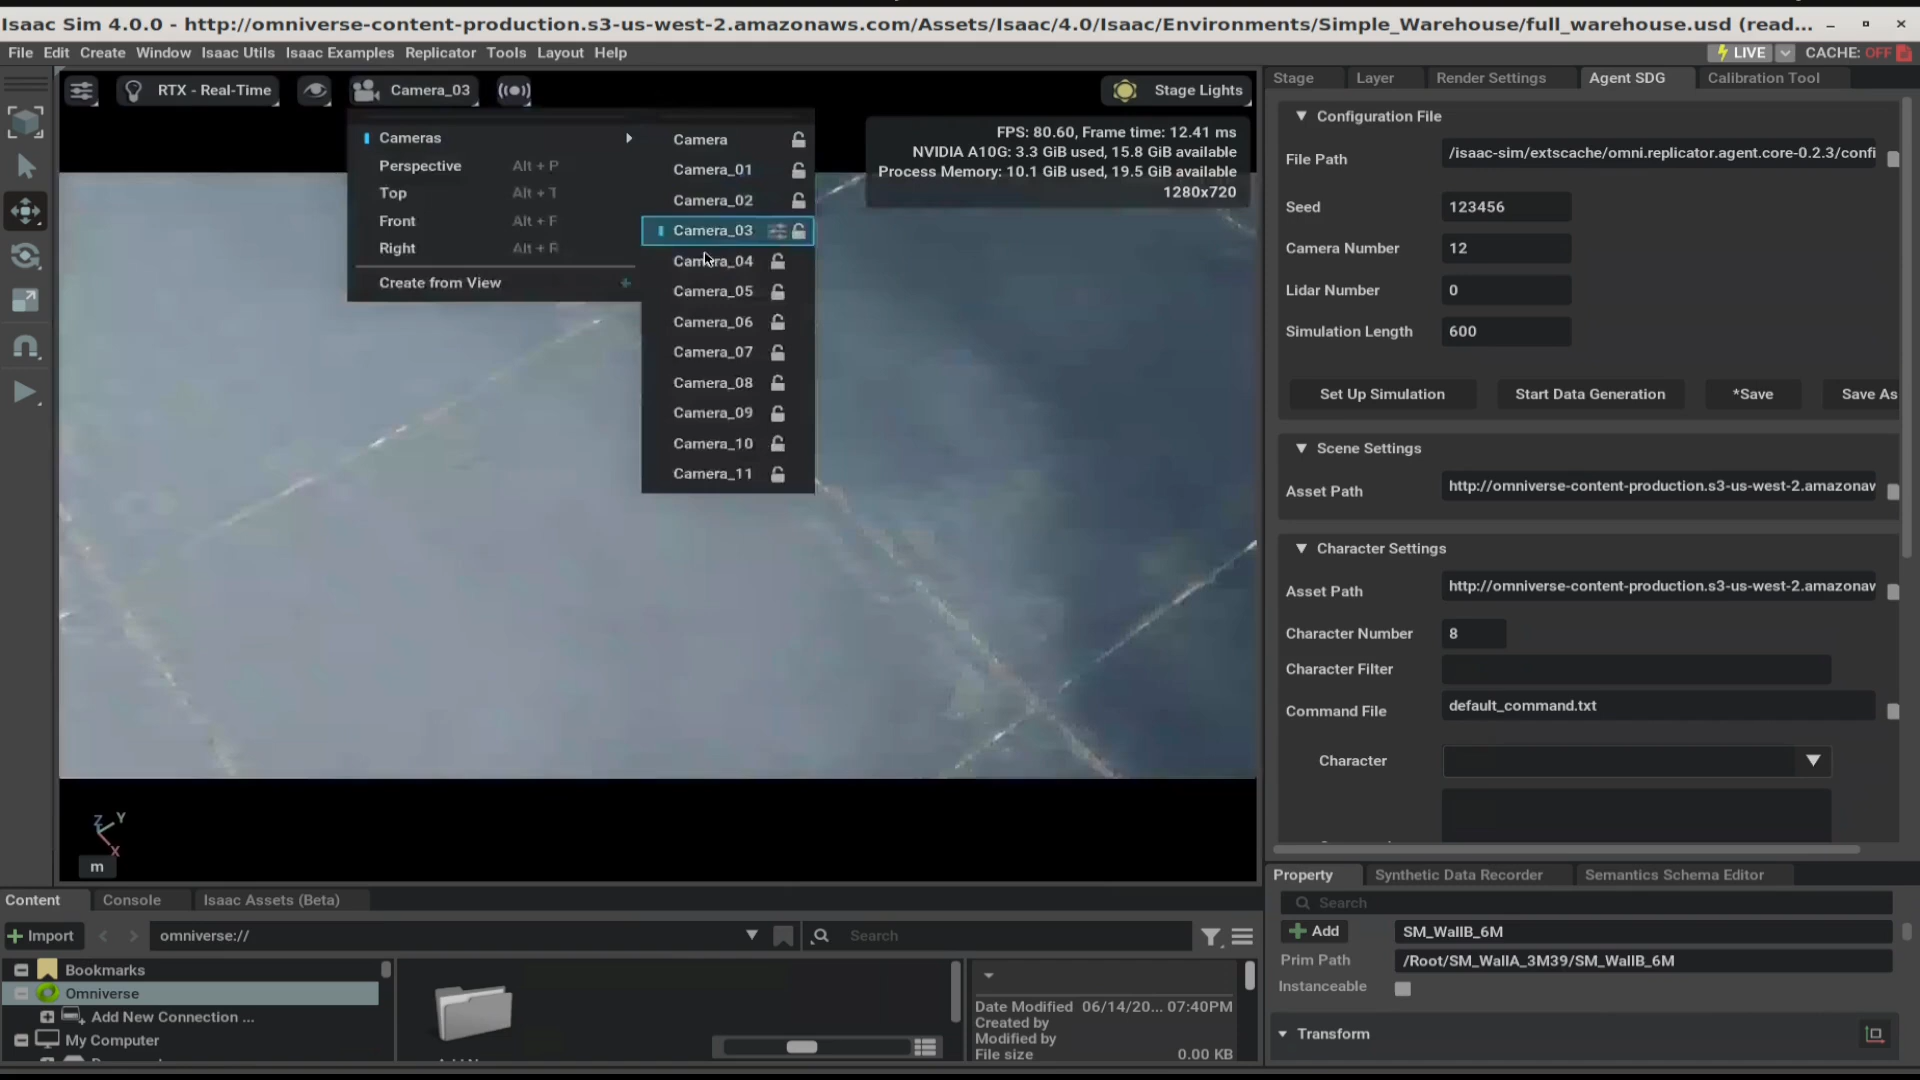 Isaac Sim 4.0.0 - http://omniverse-content-production.s3-us-west-2.amazonaws.com/Assets/Isaac/4.0/Isaac/Environments/Simple_Warehouse/full_warehouse.usd (read...
File Edit Create Window Isaac Utils Isaac Examples Replicator Tools Layout Help
LIVE CACHE: OFF
RTX - Real-Time
Camera_03
Stage Lights
FPS: 80.60, Frame time: 12.41 ms
NVIDIA A10G: 3.3 GiB used, 15.8 GiB available
Process Memory: 10.1 GiB used, 19.5 GiB available
1280x720
Cameras
Perspective Alt + P
Top Alt + T
Front Alt + F
Right Alt + R
Create from View
Camera
Camera_01
Camera_02
Camera_03
Camera_04
Camera_05
Camera_06
Camera_07
Camera_08
Camera_09
Camera_10
Camera_11
Z Y
X
m
Stage Layer Render Settings Agent SDG Calibration Tool
Configuration File
File Path /isaac-sim/extscache/omni.replicator.agent.core-0.2.3/confi
Seed 123456
Camera Number 12
Lidar Number 0
Simulation Length 600
Set Up Simulation Start Data Generation *Save Save As
Scene Settings
Asset Path http://omniverse-content-production.s3-us-west-2.amazonaw
Character Settings
Asset Path http://omniverse-content-production.s3-us-west-2.amazonaw
Character Number 8
Character Filter
Command File default_command.txt
Character
Content Console Isaac Assets (Beta)
Import omniverse:// Search
Bookmarks
Omniverse
Add New Connection ...
My Computer
Date Modified 06/14/20... 07:40PM
Created by
Modified by
File size 0.00 KB
Property Synthetic Data Recorder Semantics Schema Editor
Search
Add SM_WallB_6M
Prim Path /Root/SM_WallA_3M39/SM_WallB_6M
Instanceable
Transform